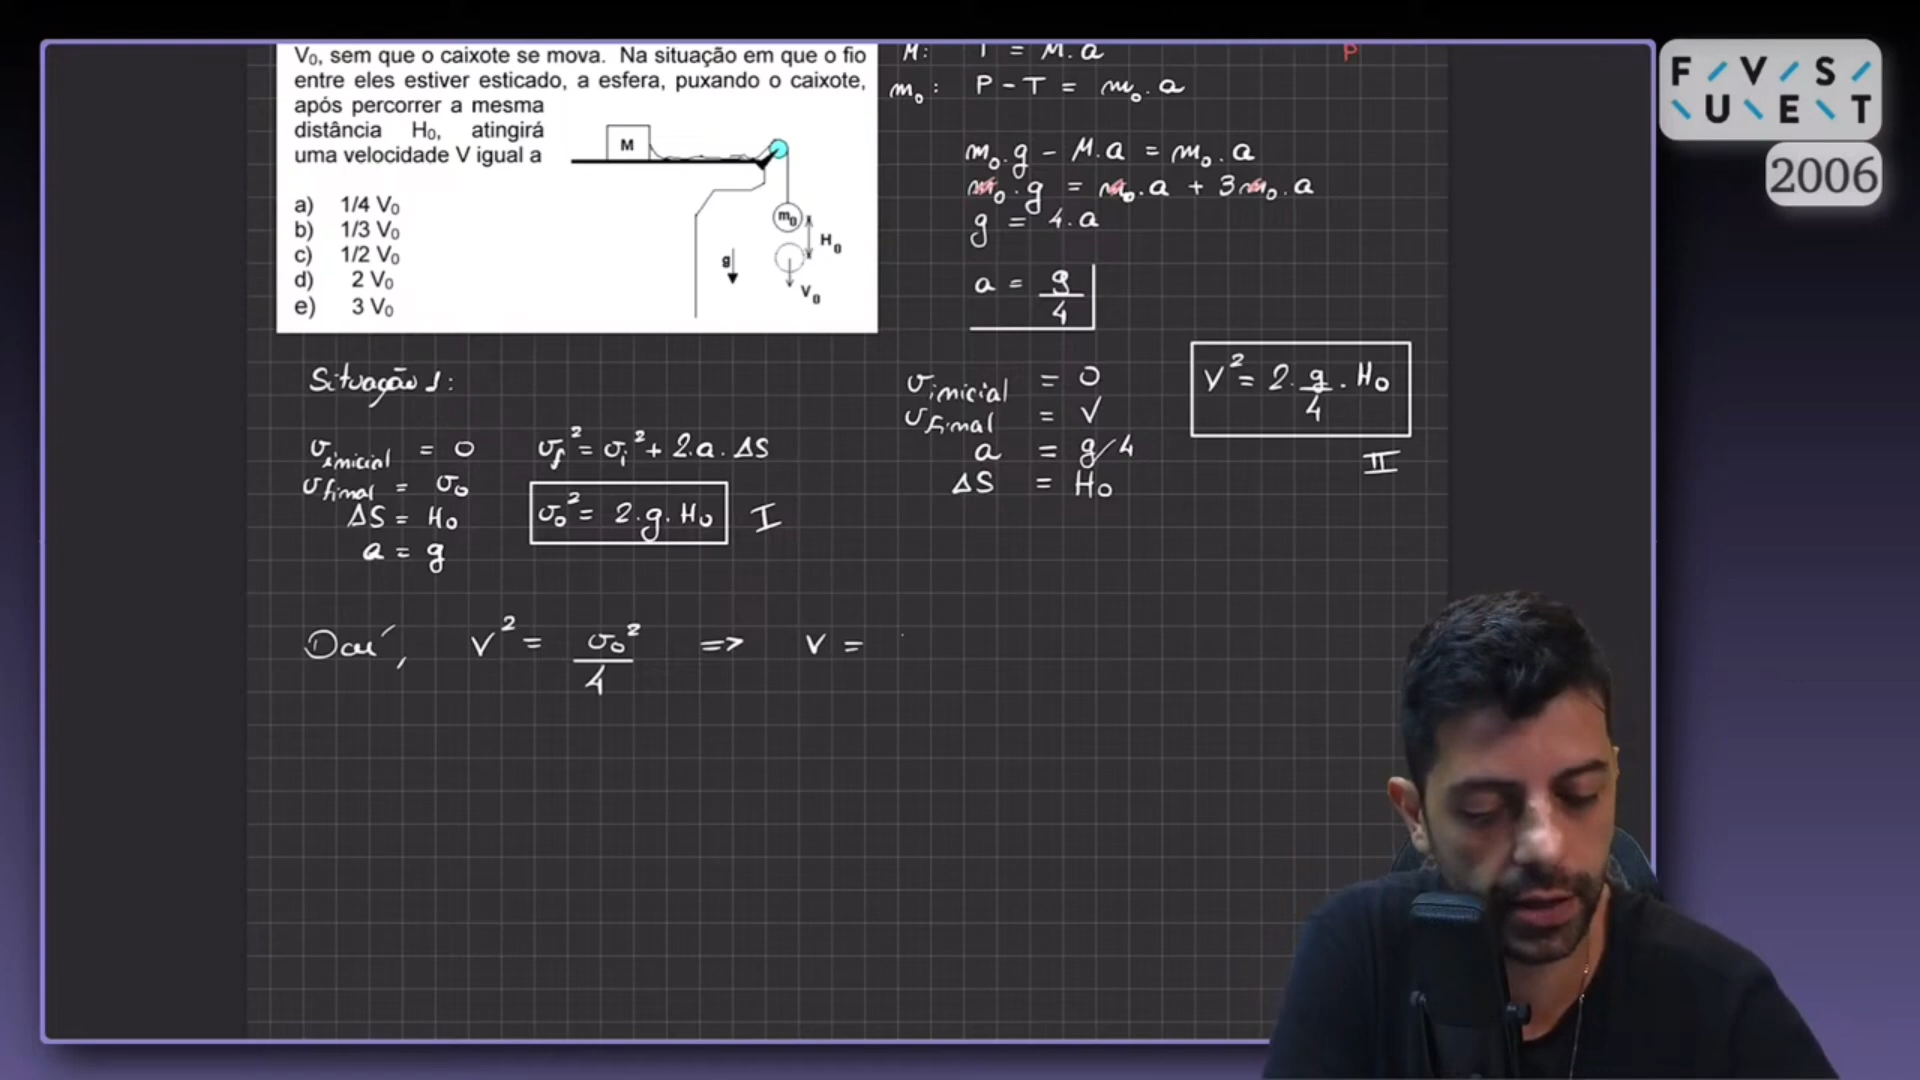 V₀, sem que o caixote se mova. Na situação em que o fio
entre eles estiver esticado, a esfera, puxando o caixote,
após percorrer a mesma
distância H₀, atingirá
uma velocidade V igual a
a) 1/4 V₀
b) 1/3 V₀
c) 1/2 V₀
d) 2 V₀
e) 3 V₀
M
m₀
H₀
g
V₀
M: T = M.a
P
m₀: P - T = m₀.a
m₀.g - M.a = m₀.a
m₀.g = m₀.a + 3m₀.a
g = 4.a
a = g/4
Situação 1:
v inicial = 0
v final = v₀
ΔS = H₀
a = g
v_f² = v_i² + 2.a.ΔS
v₀² = 2.g.H₀ I
v inicial = 0
v final = V
a = g/4
ΔS = H₀
V² = 2.g/4.H₀
II
Daí, V² = v₀²/4 => V =
FUVEST
2006